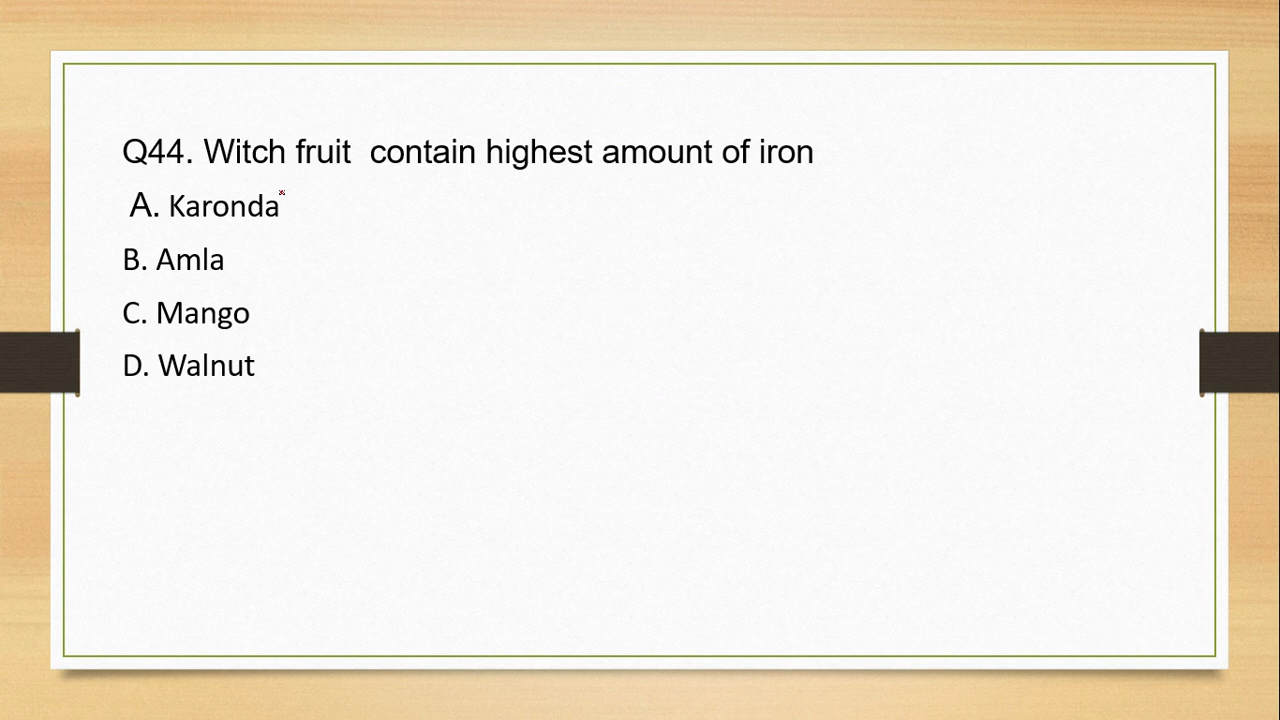 Q44. Witch fruit  contain highest amount of iron
A. Karonda
B. Amla
C. Mango
D. Walnut